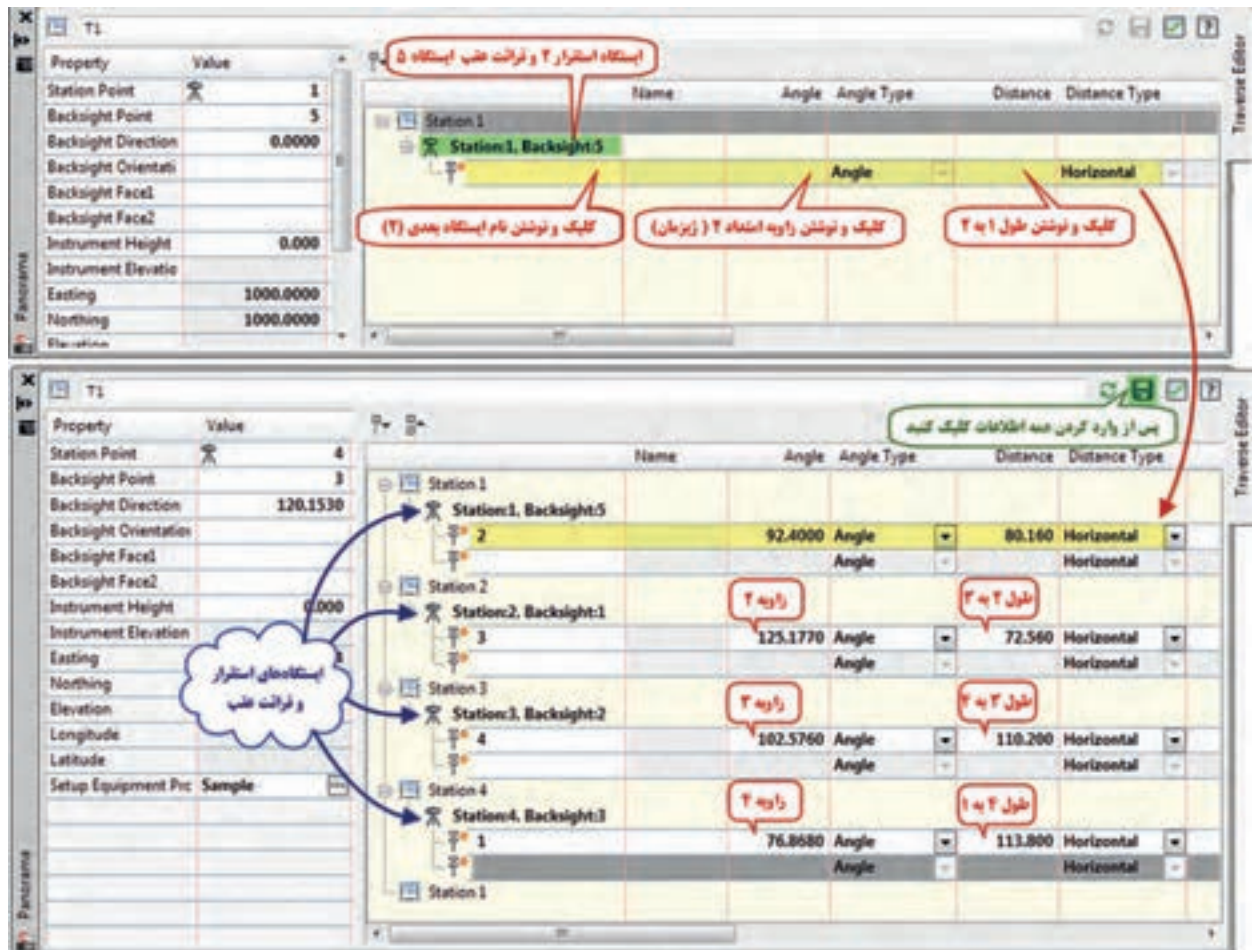 T1
Property Value
Station Point 1
Backsight Point 5
Backsight Direction 0.0000
Backsight Orientati
Backsight Face1
Backsight Face2
Instrument Height 0.000
Instrument Elevatio
Easting 1000.0000
Northing 1000.0000
Elevation
Panorama
Traverse Editor
ایستگاه استقرار ۲ و قرائت عقب ایستگاه ۵
Name Angle Angle Type Distance Distance Type
Station 1
Station:1, Backsight:5
Angle Horizontal
کلیک و نوشتن نام ایستگاه بعدی (۲)
کلیک و نوشتن زاویه امتداد ۲ (ژیزمان)
کلیک و نوشتن طول ۱ به ۲
T1
Property Value
Station Point 4
Backsight Point 3
Backsight Direction 120.1530
Backsight Orientation
Backsight Face1
Backsight Face2
Instrument Height 0.000
Instrument Elevation
Easting
Northing
Elevation
Longitude
Latitude
Setup Equipment Prc Sample
Panorama
Traverse Editor
پس از وارد کردن همه اطلاعات کلیک کنید
Name Angle Angle Type Distance Distance Type
Station 1
Station:1, Backsight:5
2 92.4000 Angle 80.160 Horizontal
Angle Horizontal
Station 2
زاویه ۲
طول ۲ به ۳
Station:2, Backsight:1
3 125.1770 Angle 72.560 Horizontal
Angle Horizontal
Station 3
زاویه ۳
طول ۳ به ۴
Station:3, Backsight:2
4 102.5760 Angle 110.200 Horizontal
Angle Horizontal
Station 4
زاویه ۴
طول ۴ به ۱
Station:4, Backsight:3
1 76.8680 Angle 113.800 Horizontal
Angle Horizontal
Station 1
ایستگاه‌های استقرار
و قرائت عقب